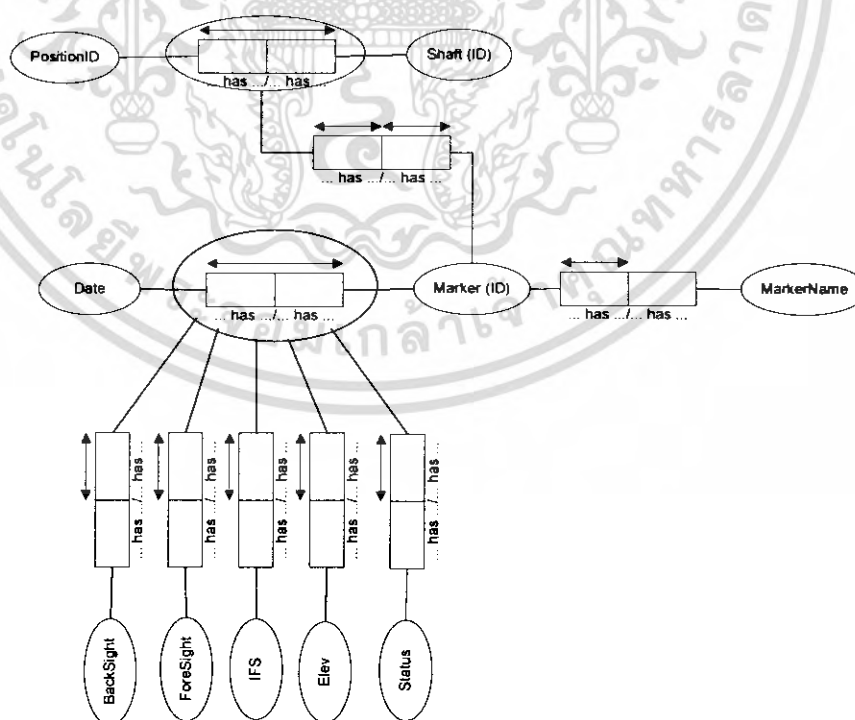 PositionID
Shaft (ID)
... has .../... has ...
... has .../... has ...
Date
Marker (ID)
MarkerName
... has .../... has ...
... has .../... has ...
... has .../... has ...
... has .../... has ...
... has .../... has ...
... has .../... has ...
... has .../... has ...
BackSight
ForeSight
IFS
Elev
Status